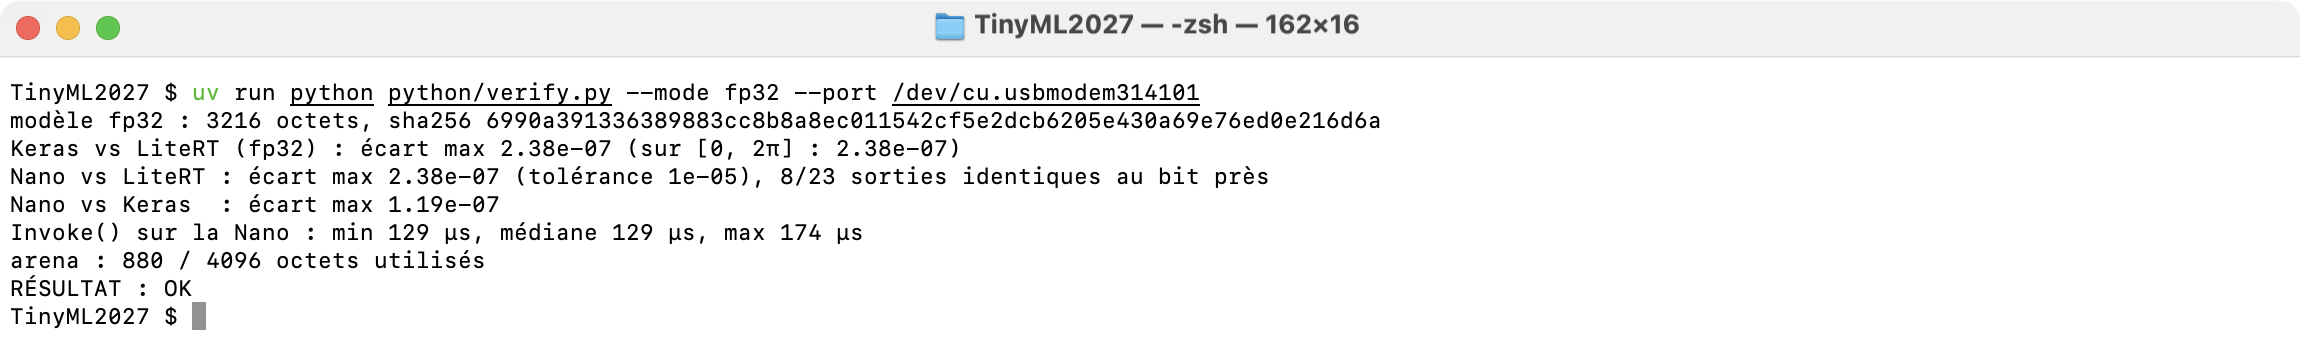 TinyML2027 — -zsh — 162×16
TinyML2027 $ uv run python python/verify.py --mode fp32 --port /dev/cu.usbmodem314101
modèle fp32 : 3216 octets, sha256 6990a391336389883cc8b8a8ec011542cf5e2dcb6205e430a69e76ed0e216d6a
Keras vs LiteRT (fp32) : écart max 2.38e-07 (sur [0, 2π] : 2.38e-07)
Nano vs LiteRT : écart max 2.38e-07 (tolérance 1e-05), 8/23 sorties identiques au bit près
Nano vs Keras  : écart max 1.19e-07
Invoke() sur la Nano : min 129 µs, médiane 129 µs, max 174 µs
arena : 880 / 4096 octets utilisés
RÉSULTAT : OK
TinyML2027 $